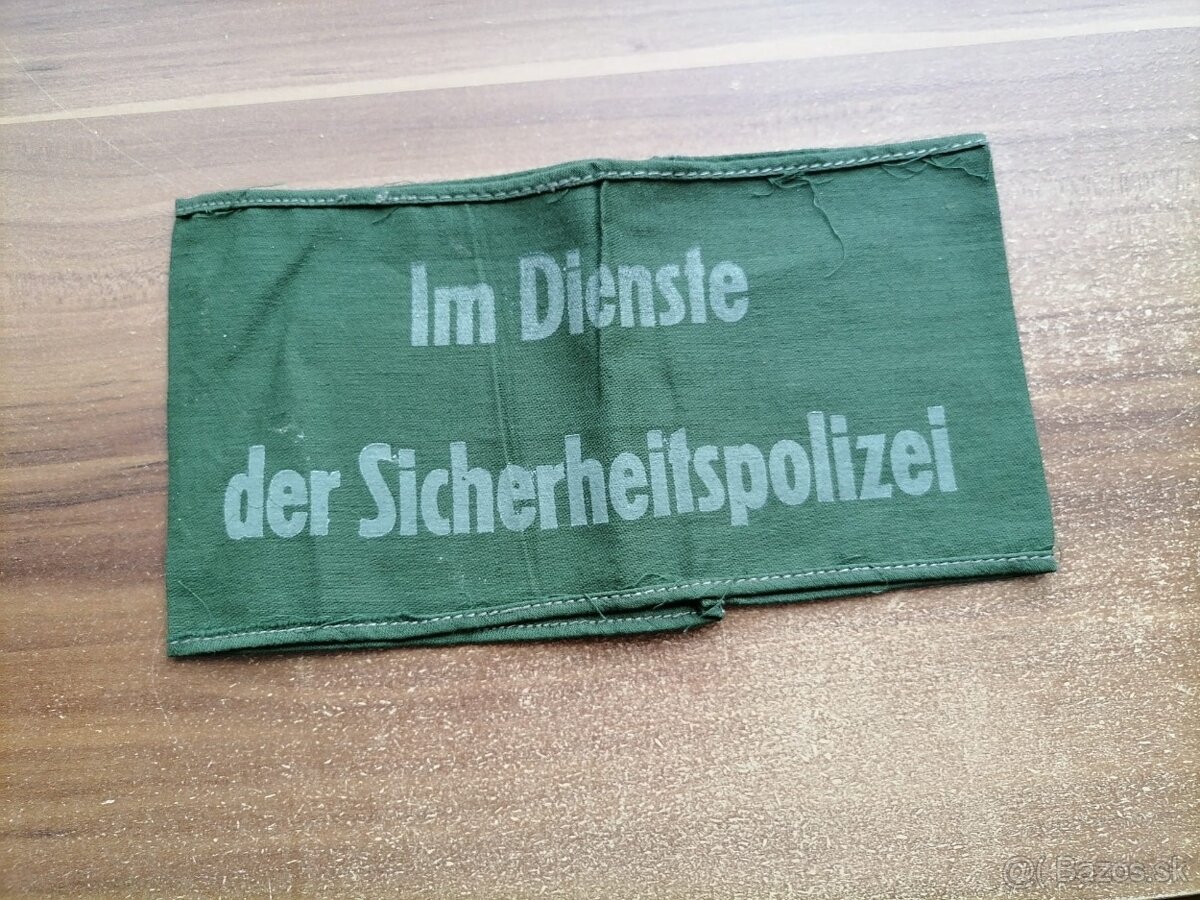 Im Dienste
der Sicherheitspolizei
@( Bazos.sk